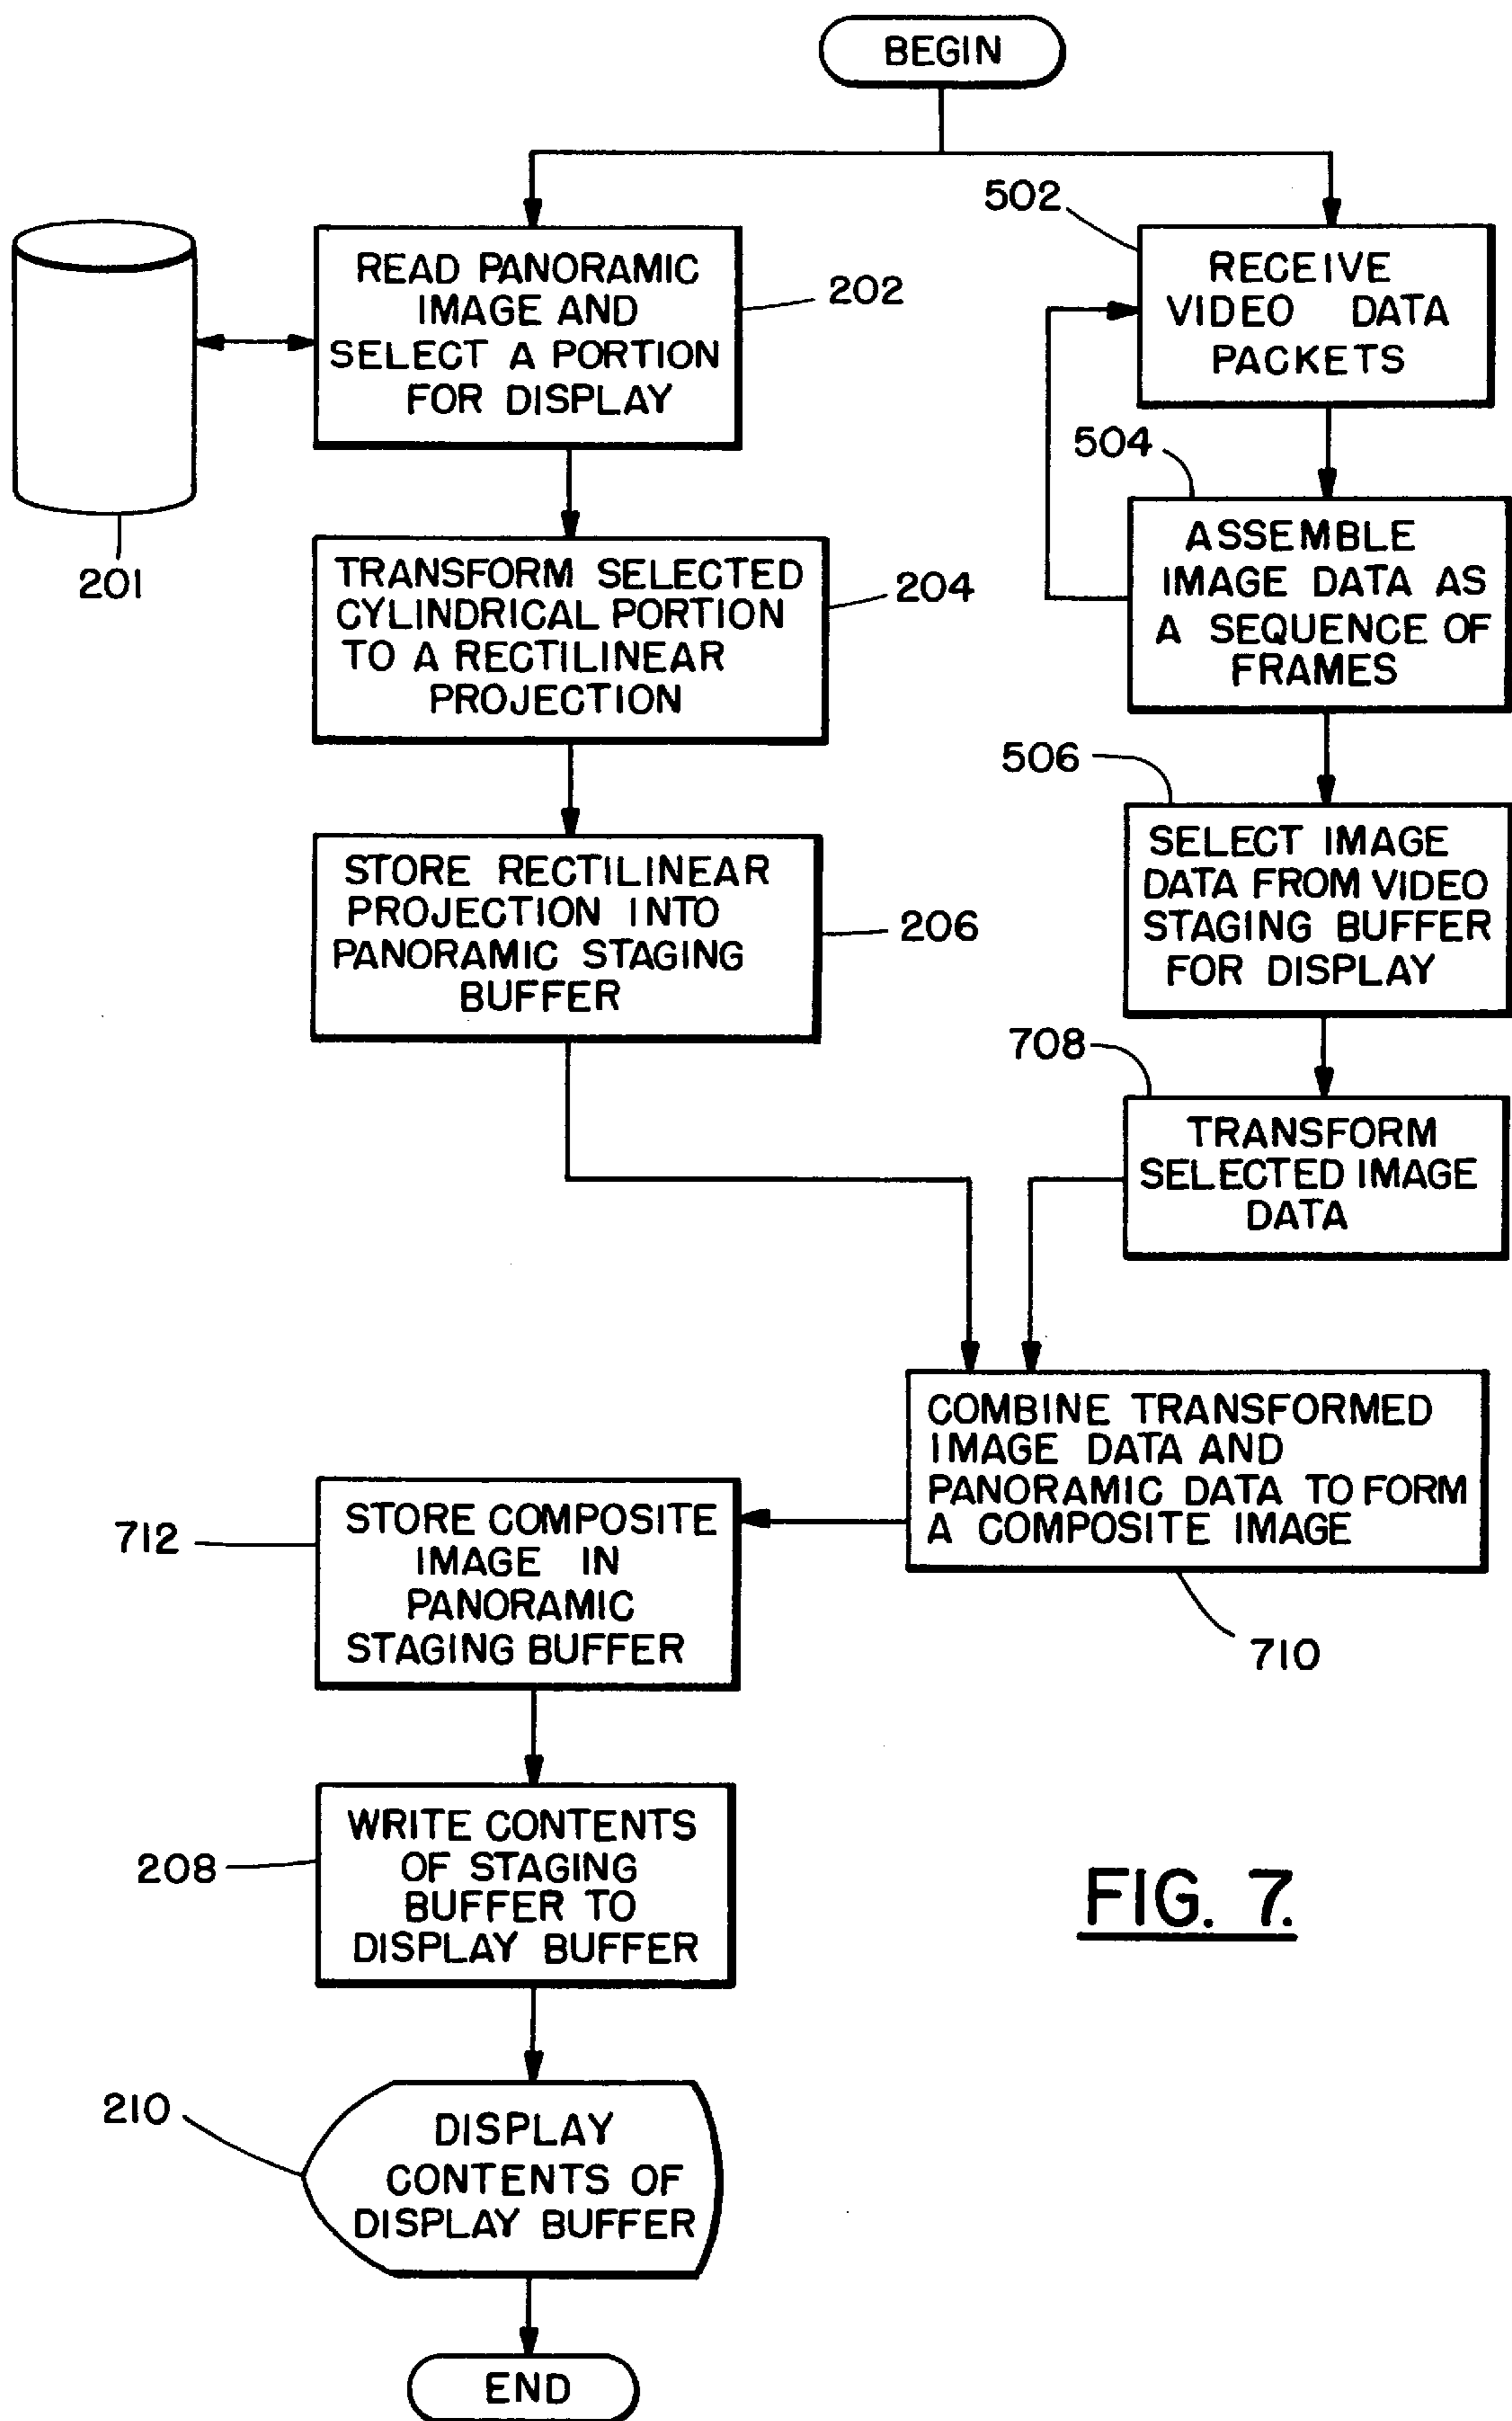 BEGIN
READ PANORAMIC
IMAGE AND
SELECT A PORTION
FOR DISPLAY
202
201
TRANSFORM SELECTED
CYLINDRICAL PORTION
TO A RECTILINEAR
PROJECTION
204
STORE RECTILINEAR
PROJECTION INTO
PANORAMIC STAGING
BUFFER
206
502
RECEIVE
VIDEO DATA
PACKETS
504
ASSEMBLE
IMAGE DATA AS
A SEQUENCE OF
FRAMES
506
SELECT IMAGE
DATA FROM VIDEO
STAGING BUFFER
FOR DISPLAY
708
TRANSFORM
SELECTED IMAGE
DATA
COMBINE TRANSFORMED
IMAGE DATA AND
PANORAMIC DATA TO FORM
A COMPOSITE IMAGE
710
712
STORE COMPOSITE
IMAGE IN
PANORAMIC
STAGING BUFFER
208
WRITE CONTENTS
OF STAGING
BUFFER TO
DISPLAY BUFFER
210
DISPLAY
CONTENTS OF
DISPLAY BUFFER
END
FIG. 7.